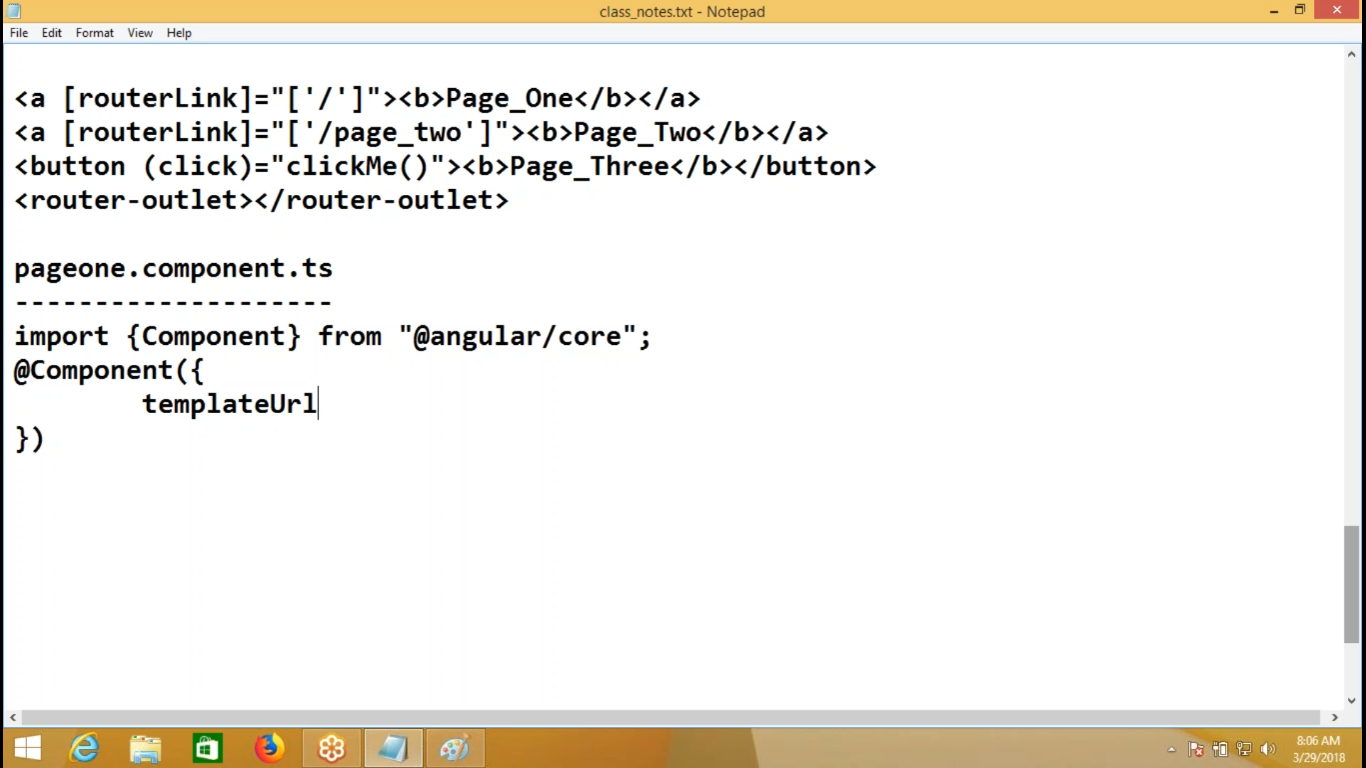 class_notes.txt - Notepad
File Edit Format View Help
<a [routerLink]="['/']"><b>Page_One</b></a>
<a [routerLink]="['/page_two']"><b>Page_Two</b></a>
<button (click)="clickMe()"><b>Page_Three</b></button>
<router-outlet></router-outlet>
pageone.component.ts
--------------------
import {Component} from "@angular/core";
@Component({
templateUrl
})
8:06 AM
3/29/2018